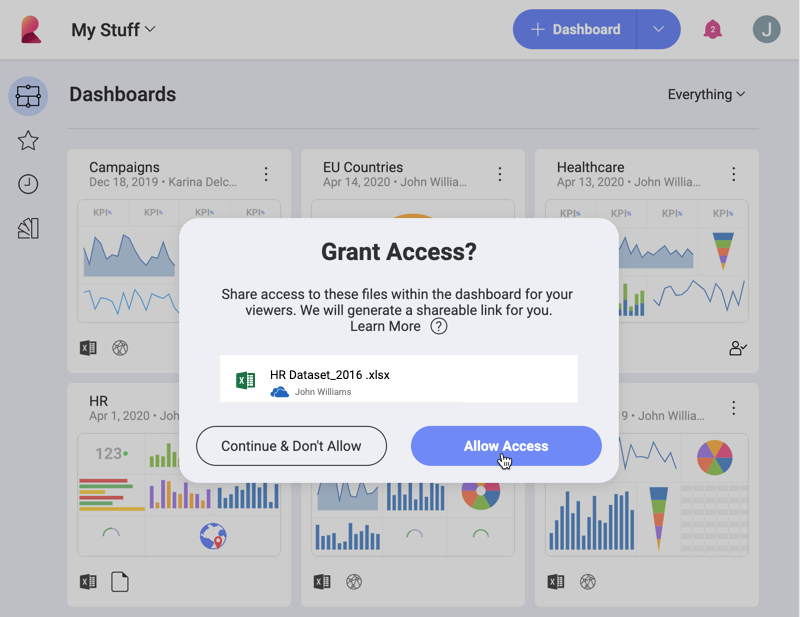 My Stuff
+ Dashboard
2
J
Dashboards
Everything
Campaigns
Dec 18, 2019 • Karina Delc...
EU Countries
Apr 14, 2020 • John Willia...
Healthcare
Apr 13, 2020 • John Willia...
KPIs
KPIs
KPIs
KPIs
KPIs
KPIs
KPIs
KPIs
Grant Access?
Share access to these files within the dashboard for your
viewers. We will generate a shareable link for you.
Learn More ?
HR Dataset_2016 .xlsx
John Williams
Continue & Don't Allow
Allow Access
HR
Apr 1, 2020 • Joh
9 • John Willia...
123